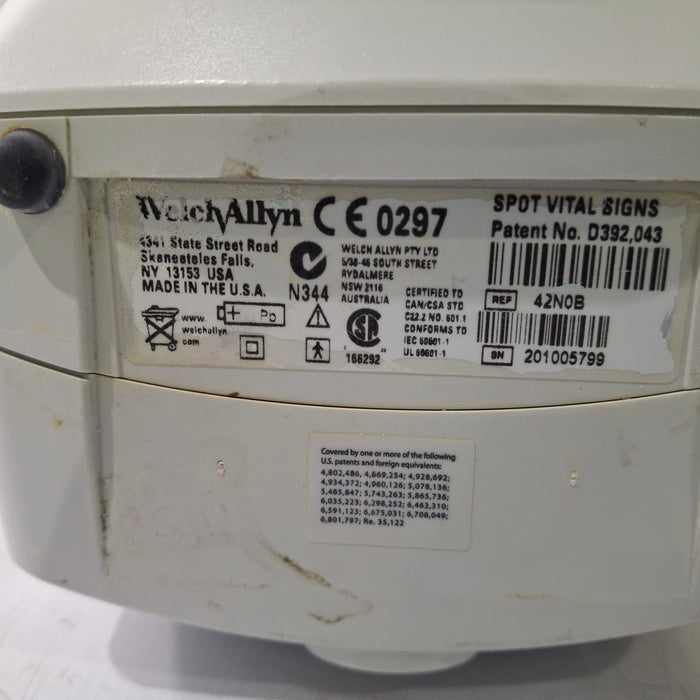 WelchAllyn CE 0297
4341 State Street Road
Skaneateles Falls,
NY 13153 USA
MADE IN THE U.S.A.
N344
WELCH ALLYN PTY LTD
5/38-46 SOUTH STREET
RYDALMERE
NSW 2116
AUSTRALIA
SPOT VITAL SIGNS
Patent No. D392,043
REF 42N0B
SN 201005799
www.
welchallyn
.com
+ Pb
CERTIFIED TO
CAN/CSA STD
C22.2 NO. 601.1
CONFORMS TO
IEC 60601-1
UL 60601-1
"166292"
Covered by one or more of the following
U.S. patents and foreign equivalents:
4,802,486, 4,869,254; 4,928,692;
4,934,372; 4,960,126; 5,078,136;
5,485,847; 5,743,263; 5,865,736;
6,035,223; 6,298,252; 6,463,310;
6,591,123; 6,675,031; 6,708,049;
6,801,797; Re. 35,122